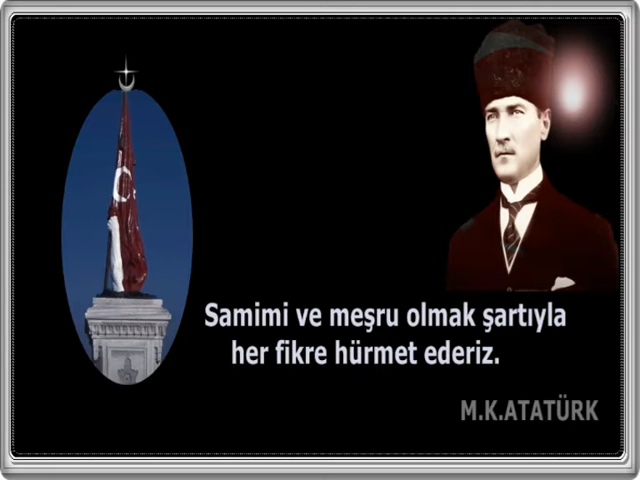 Samimi ve meşru olmak şartıyla
her fikre hürmet ederiz.
M.K.ATATÜRK